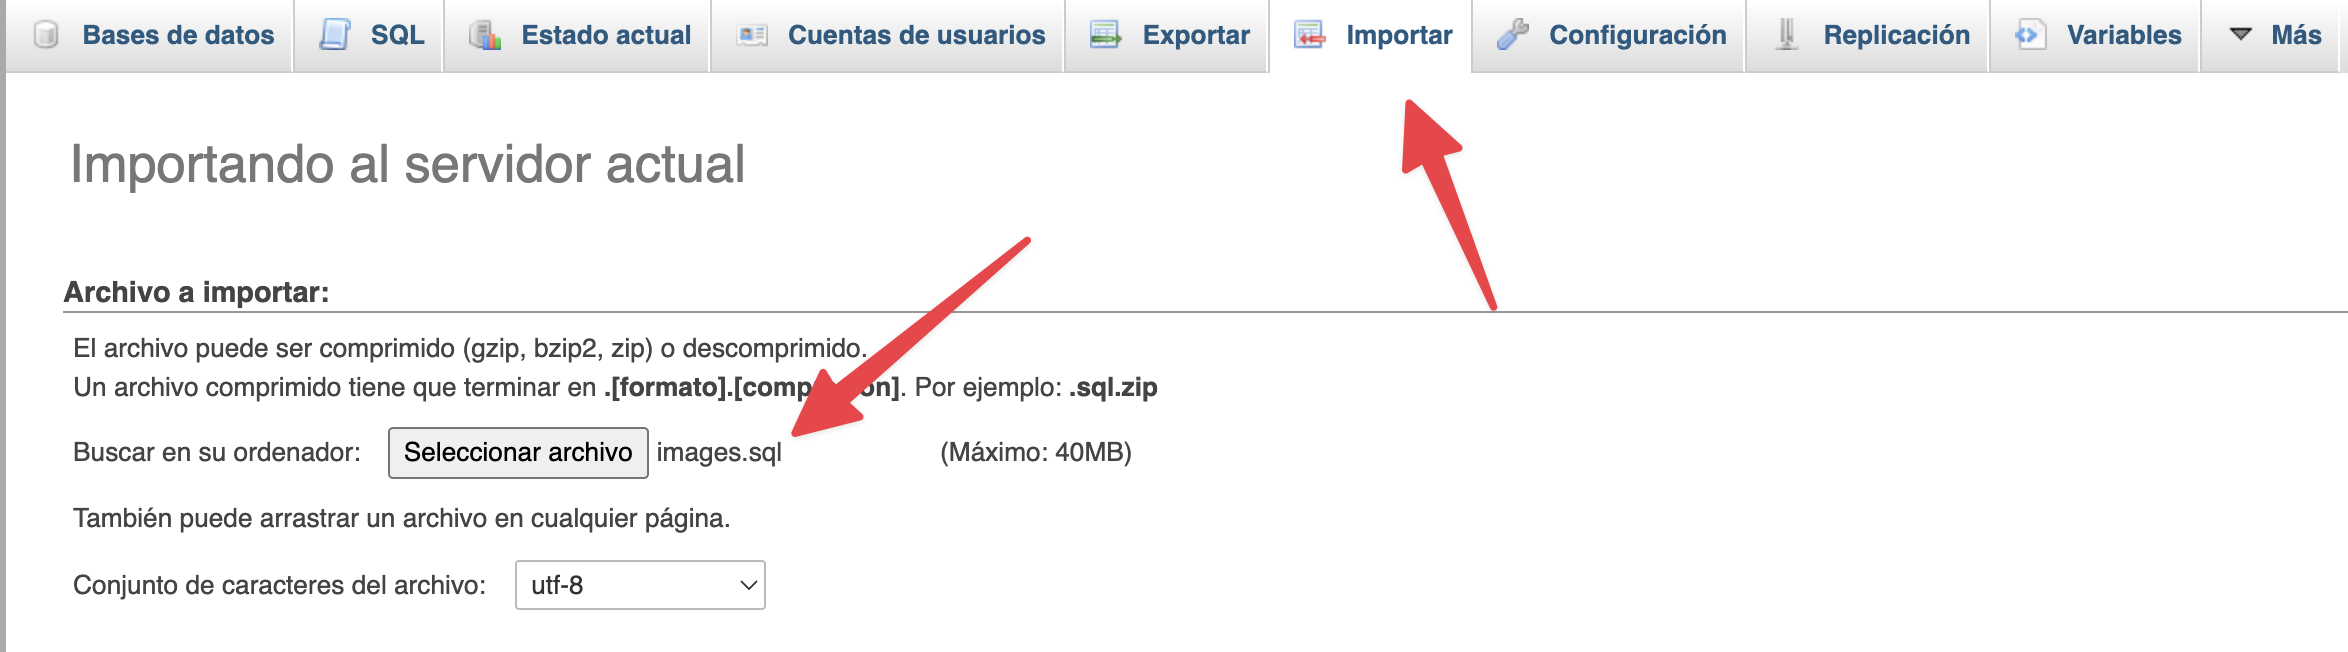 Bases de datos SQL Estado actual Cuentas de usuarios Exportar Importar Configuración Replicación Variables Más
Importando al servidor actual
Archivo a importar:
El archivo puede ser comprimido (gzip, bzip2, zip) o descomprimido.
Un archivo comprimido tiene que terminar en .[formato]. Por ejemplo: .sql.zip
Buscar en su ordenador: Seleccionar archivo images.sql (Máximo: 40MB)
También puede arrastrar un archivo en cualquier página.
Conjunto de caracteres del archivo: utf-8